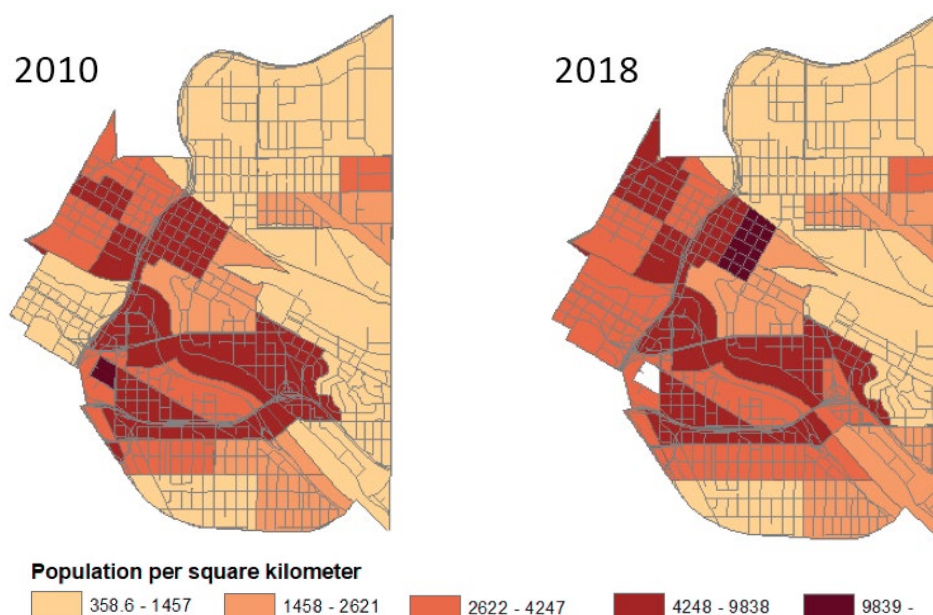 2010
2018
Population per square kilometer
358.6 - 1457
1458 - 2621
2622 - 4247
4248 - 9838
9839 -